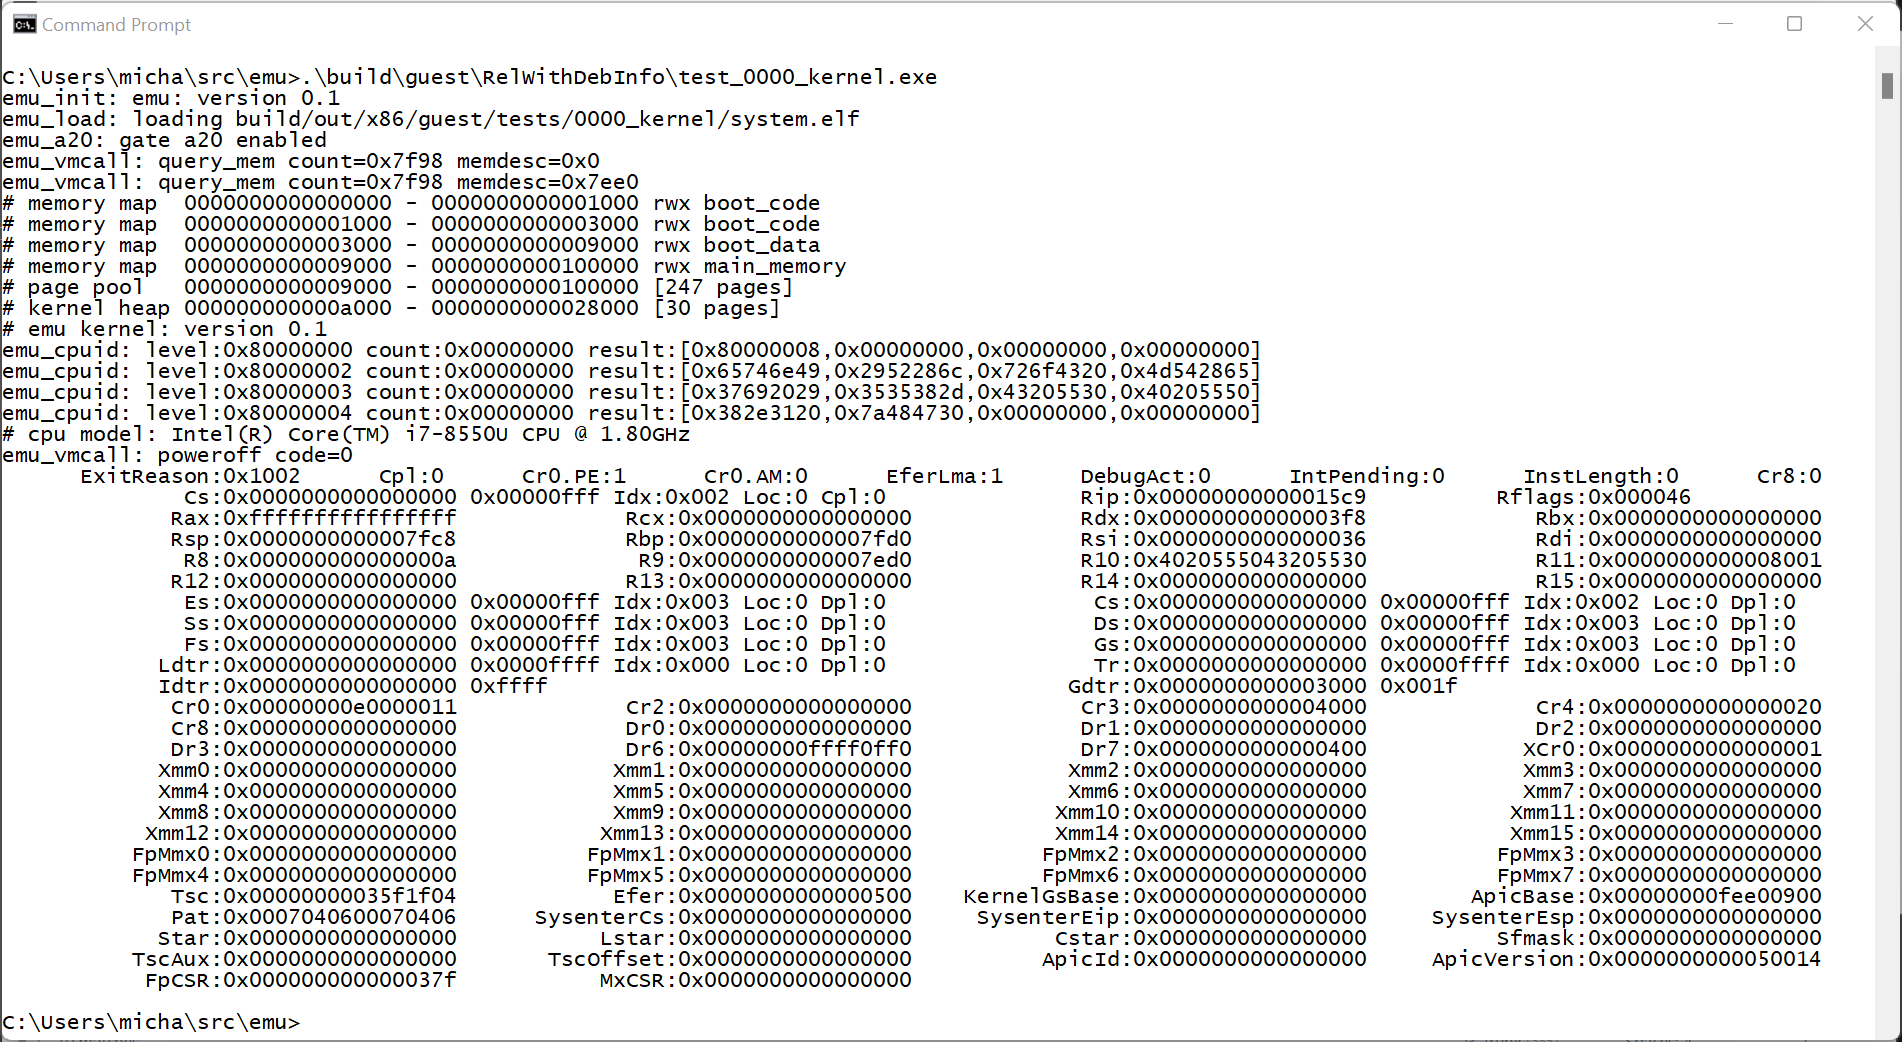 Command Prompt
C:\Users\micha\src\emu>.\build\guest\RelWithDebInfo\test_0000_kernel.exe
emu_init: emu: version 0.1
emu_load: loading build/out/x86/guest/tests/0000_kernel/system.elf
emu_a20: gate a20 enabled
emu_vmcall: query_mem count=0x7f98 memdesc=0x0
emu_vmcall: query_mem count=0x7f98 memdesc=0x7ee0
# memory map  0000000000000000 - 0000000000001000 rwx boot_code
# memory map  0000000000001000 - 0000000000003000 rwx boot_code
# memory map  0000000000003000 - 0000000000009000 rwx boot_data
# memory map  0000000000009000 - 0000000000100000 rwx main_memory
# page pool   0000000000009000 - 0000000000100000 [247 pages]
# kernel heap 000000000000a000 - 0000000000028000 [30 pages]
# emu kernel: version 0.1
emu_cpuid: level:0x80000000 count:0x00000000 result:[0x80000008,0x00000000,0x00000000,0x00000000]
emu_cpuid: level:0x80000002 count:0x00000000 result:[0x65746e49,0x2952286c,0x726f4320,0x4d542865]
emu_cpuid: level:0x80000003 count:0x00000000 result:[0x37692029,0x3535382d,0x43205530,0x40205550]
emu_cpuid: level:0x80000004 count:0x00000000 result:[0x382e3120,0x7a484730,0x00000000,0x00000000]
# cpu model: Intel(R) Core(TM) i7-8550U CPU @ 1.80GHz
emu_vmcall: poweroff code=0
ExitReason:0x1002 Cpl:0 Cr0.PE:1 Cr0.AM:0 EferLma:1 DebugAct:0 IntPending:0 InstLength:0 Cr8:0
Cs:0x0000000000000000 0x00000fff Idx:0x002 Loc:0 Cpl:0 Rip:0x00000000000015c9 Rflags:0x000046
Rax:0xffffffffffffffff Rcx:0x0000000000000000 Rdx:0x00000000000003f8 Rbx:0x0000000000000000
Rsp:0x0000000000007fc8 Rbp:0x0000000000007fd0 Rsi:0x0000000000000036 Rdi:0x0000000000000000
R8:0x000000000000000a R9:0x0000000000007ed0 R10:0x4020555043205530 R11:0x0000000000008001
R12:0x0000000000000000 R13:0x0000000000000000 R14:0x0000000000000000 R15:0x0000000000000000
Es:0x0000000000000000 0x00000fff Idx:0x003 Loc:0 Dpl:0 Cs:0x0000000000000000 0x00000fff Idx:0x002 Loc:0 Dpl:0
Ss:0x0000000000000000 0x00000fff Idx:0x003 Loc:0 Dpl:0 Ds:0x0000000000000000 0x00000fff Idx:0x003 Loc:0 Dpl:0
Fs:0x0000000000000000 0x00000fff Idx:0x003 Loc:0 Dpl:0 Gs:0x0000000000000000 0x00000fff Idx:0x003 Loc:0 Dpl:0
Ldtr:0x0000000000000000 0x0000ffff Idx:0x000 Loc:0 Dpl:0 Tr:0x0000000000000000 0x0000ffff Idx:0x000 Loc:0 Dpl:0
Idtr:0x0000000000000000 0xffff Gdtr:0x0000000000003000 0x001f
Cr0:0x00000000e0000011 Cr2:0x0000000000000000 Cr3:0x0000000000004000 Cr4:0x0000000000000020
Cr8:0x0000000000000000 Dr0:0x0000000000000000 Dr1:0x0000000000000000 Dr2:0x0000000000000000
Dr3:0x0000000000000000 Dr6:0x00000000ffff0ff0 Dr7:0x0000000000000400 XCr0:0x0000000000000001
Xmm0:0x0000000000000000 Xmm1:0x0000000000000000 Xmm2:0x0000000000000000 Xmm3:0x0000000000000000
Xmm4:0x0000000000000000 Xmm5:0x0000000000000000 Xmm6:0x0000000000000000 Xmm7:0x0000000000000000
Xmm8:0x0000000000000000 Xmm9:0x0000000000000000 Xmm10:0x0000000000000000 Xmm11:0x0000000000000000
Xmm12:0x0000000000000000 Xmm13:0x0000000000000000 Xmm14:0x0000000000000000 Xmm15:0x0000000000000000
FpMmx0:0x0000000000000000 FpMmx1:0x0000000000000000 FpMmx2:0x0000000000000000 FpMmx3:0x0000000000000000
FpMmx4:0x0000000000000000 FpMmx5:0x0000000000000000 FpMmx6:0x0000000000000000 FpMmx7:0x0000000000000000
Tsc:0x00000000035f1f04 Efer:0x0000000000000500 KernelGsBase:0x0000000000000000 ApicBase:0x00000000fee00900
Pat:0x0007040600070406 SysenterCs:0x0000000000000000 SysenterEip:0x0000000000000000 SysenterEsp:0x0000000000000000
Star:0x0000000000000000 Lstar:0x0000000000000000 Cstar:0x0000000000000000 Sfmask:0x0000000000000000
TscAux:0x0000000000000000 TscOffset:0x0000000000000000 ApicId:0x0000000000000000 ApicVersion:0x0000000000050014
FpCSR:0x000000000000037f MxCSR:0x0000000000000000
C:\Users\micha\src\emu>